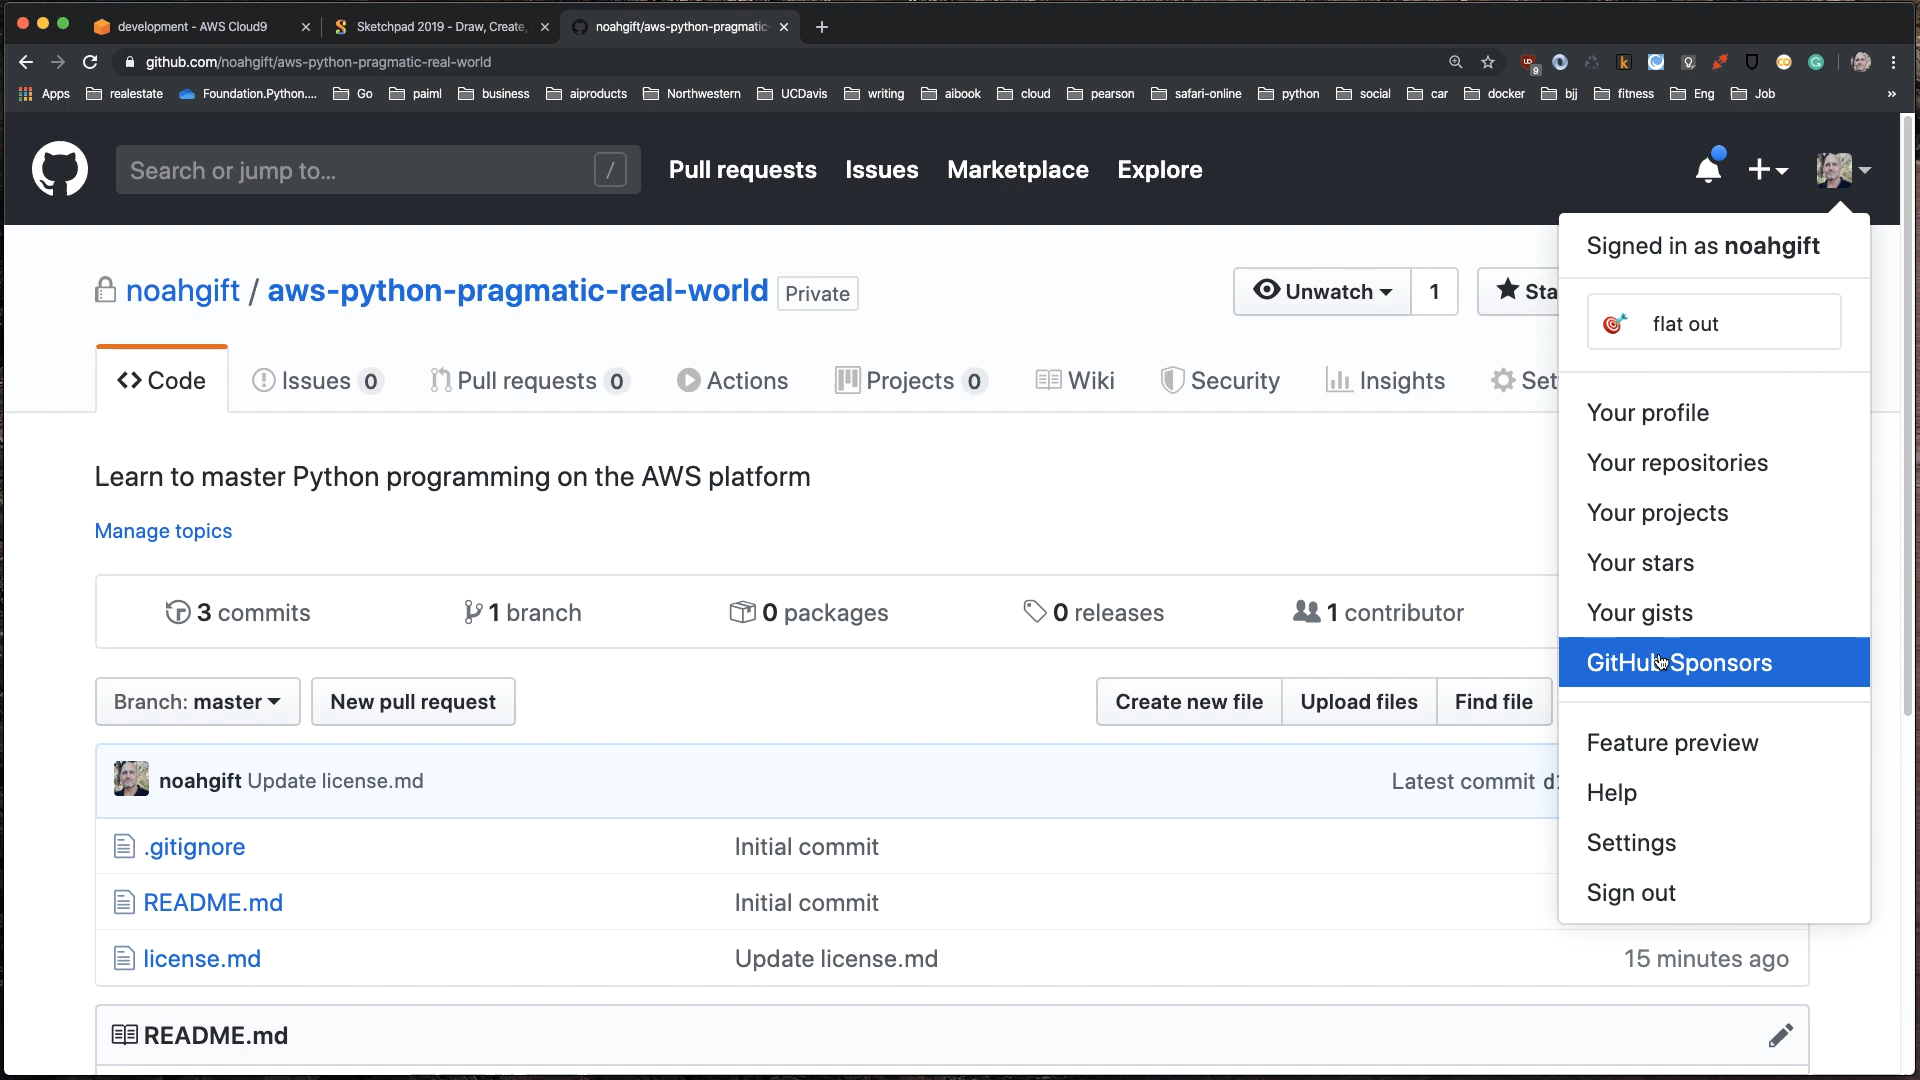 development - AWS Cloud9
Sketchpad 2019 - Draw, Create,
noahgift/aws-python-pragmatic-
github.com/noahgift/aws-python-pragmatic-real-world
9
Apps realestate Foundation.Python.... Go paiml business aiproducts Northwestern UCDavis writing aibook cloud pearson safari-online python social car docker bjj fitness Eng Job »
Search or jump to... /
Pull requests Issues Marketplace Explore
Signed in as noahgift
flat out
Your profile
Your repositories
Your projects
Your stars
Your gists
GitHub Sponsors
Feature preview
Help
Settings
Sign out
noahgift / aws-python-pragmatic-real-world Private
Unwatch 1 Sta
Code Issues 0 Pull requests 0 Actions Projects 0 Wiki Security Insights Set
Learn to master Python programming on the AWS platform
Manage topics
3 commits 1 branch 0 packages 0 releases 1 contributor
Branch: master New pull request Create new file Upload files Find file
noahgift Update license.md Latest commit
.gitignore Initial commit
README.md Initial commit
license.md Update license.md 15 minutes ago
README.md